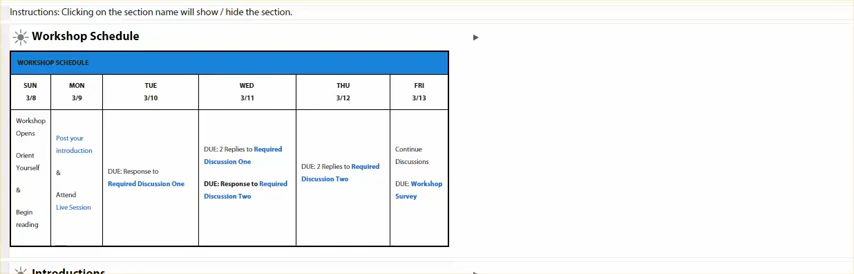 Instructions: Clicking on the section name will show / hide the section.
Workshop Schedule
WORKSHOP SCHEDULE
SUN
3/8
MON
3/9
TUE
3/10
WED
3/11
THU
3/12
FRI
3/13
Workshop
Opens
Orient
Yourself
&
Begin
reading
Post your
introduction
&
Attend
Live Session
DUE: Response to
Required Discussion One
DUE: 2 Replies to Required
Discussion One
DUE: Response to Required
Discussion Two
DUE: 2 Replies to Required
Discussion Two
Continue
Discussions
DUE: Workshop
Survey
Introductions